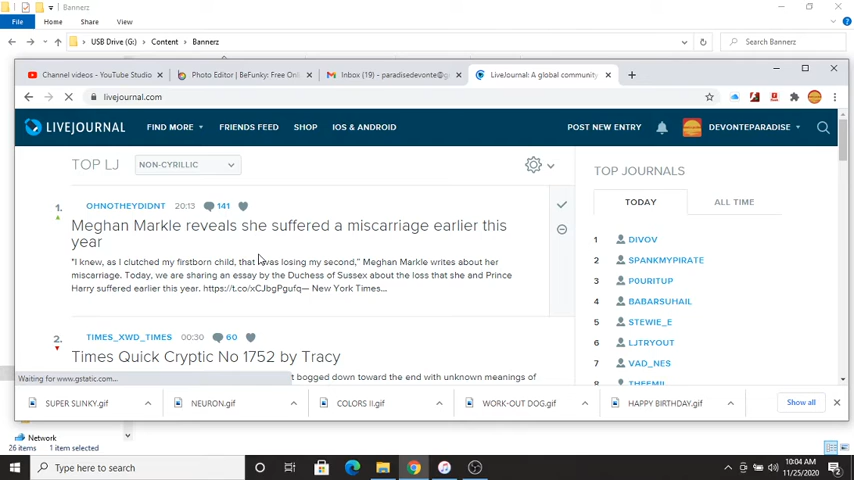 Bannerz
File Home Share View
USB Drive (G:) Content Bannerz Search Bannerz
Channel videos - YouTube Studio Photo Editor | BeFunky: Free Onl Inbox (19) - paradisedevonte@g LiveJournal: A global community
livejournal.com
LIVEJOURNAL FIND MORE FRIENDS FEED SHOP IOS & ANDROID POST NEW ENTRY DEVONTEPARADISE
TOP LJ NON-CYRILLIC
1. OHNOTHEYDIDNT 20:13 141
Meghan Markle reveals she suffered a miscarriage earlier this
year
"I knew, as I clutched my firstborn child, that I was losing my second," Meghan Markle writes about her
miscarriage. Today, we are sharing an essay by the Duchess of Sussex about the loss that she and Prince
Harry suffered earlier this year. https://t.co/xCJbgPgufq— New York Times...
2. TIMES_XWD_TIMES 00:30 60
Times Quick Cryptic No 1752 by Tracy
t bogged down toward the end with unknown meanings of
Waiting for www.gstatic.com...
TOP JOURNALS
TODAY ALL TIME
1 DIVOV
2 SPANKMYPIRATE
3 P0URITUP
4 BABARSUHAIL
5 STEWIE_E
6 LJTRYOUT
7 VAD_NES
8 THEEMIL
SUPER SLINKY.gif NEURON.gif COLORS II.gif WORK-OUT DOG.gif HAPPY BIRTHDAY.gif Show all
Network
26 items 1 item selected
Type here to search
10:04 AM
11/25/2020
2